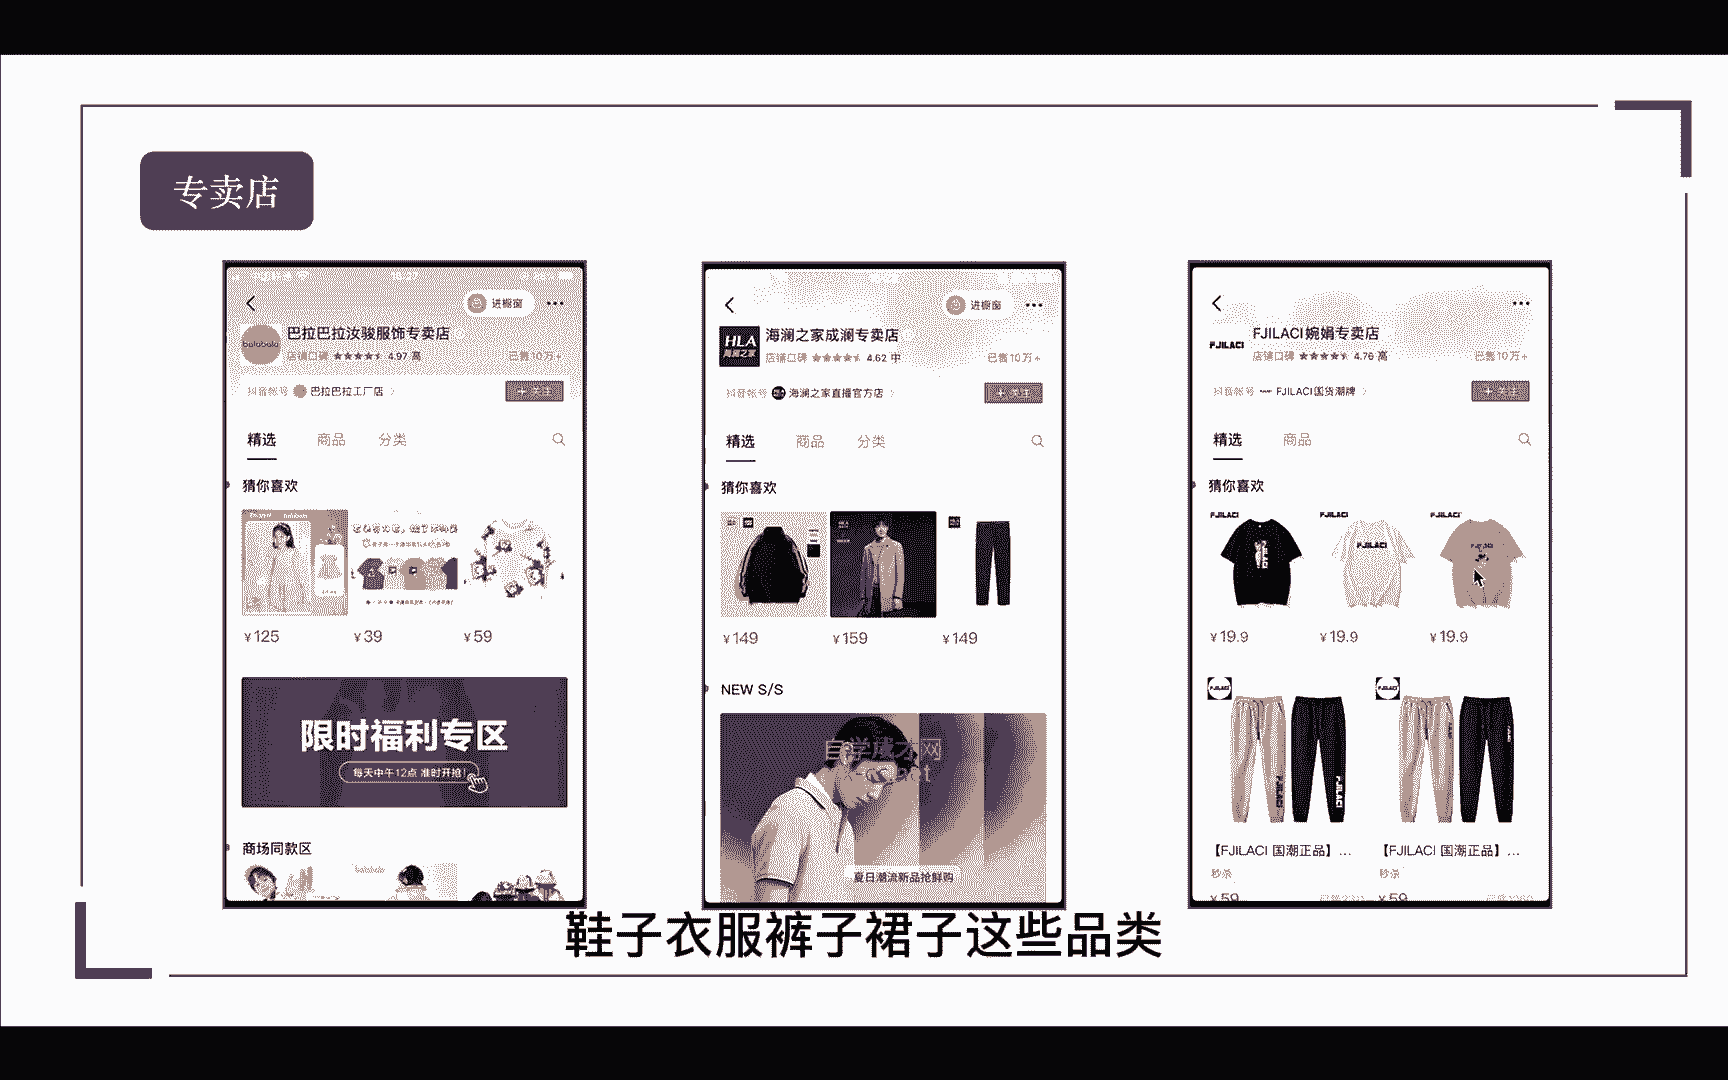 专卖店
进橱窗
巴拉巴拉汝骏服饰专卖店
balabala
店铺口碑 4.97 高
已售10万+
抖音账号 巴拉巴拉工厂店
+ 关注
精选 商品 分类
猜你喜欢
¥125 ¥39 ¥59
限时福利专区
每天中午12点 准时开抢!
商场同款区
进橱窗
海澜之家成澜专卖店
HLA
海澜之家
店铺口碑 4.62 中
已售10万+
抖音账号 海澜之家直播官方店
+ 关注
精选 商品 分类
猜你喜欢
¥149 ¥159 ¥149
NEW S/S
自学成才网
夏日潮流新品抢鲜购
FJILACI婉娟专卖店
FJILACI
店铺口碑 4.76 高
已售10万+
抖音账号 FJILACI国货潮牌
+ 关注
精选 商品
猜你喜欢
FJILACI FJILACI FJILACI
FJILACI
¥19.9 ¥19.9 ¥19.9
FJILACI FJILACI
【FJILACI 国潮正品】... 【FJILACI 国潮正品】...
秒杀 秒杀
¥59 ¥59
鞋子衣服裤子裙子这些品类